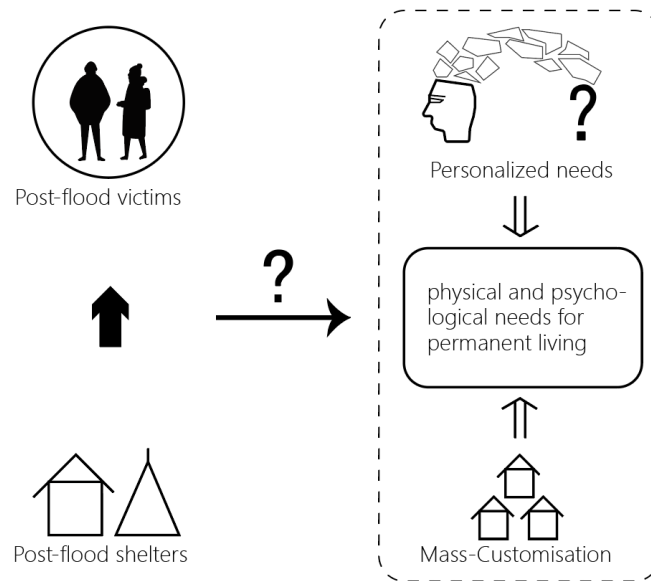 Post-flood victims
?
Post-flood shelters
?
Personalized needs
physical and psycho-
logical needs for
permanent living
Mass-Customisation